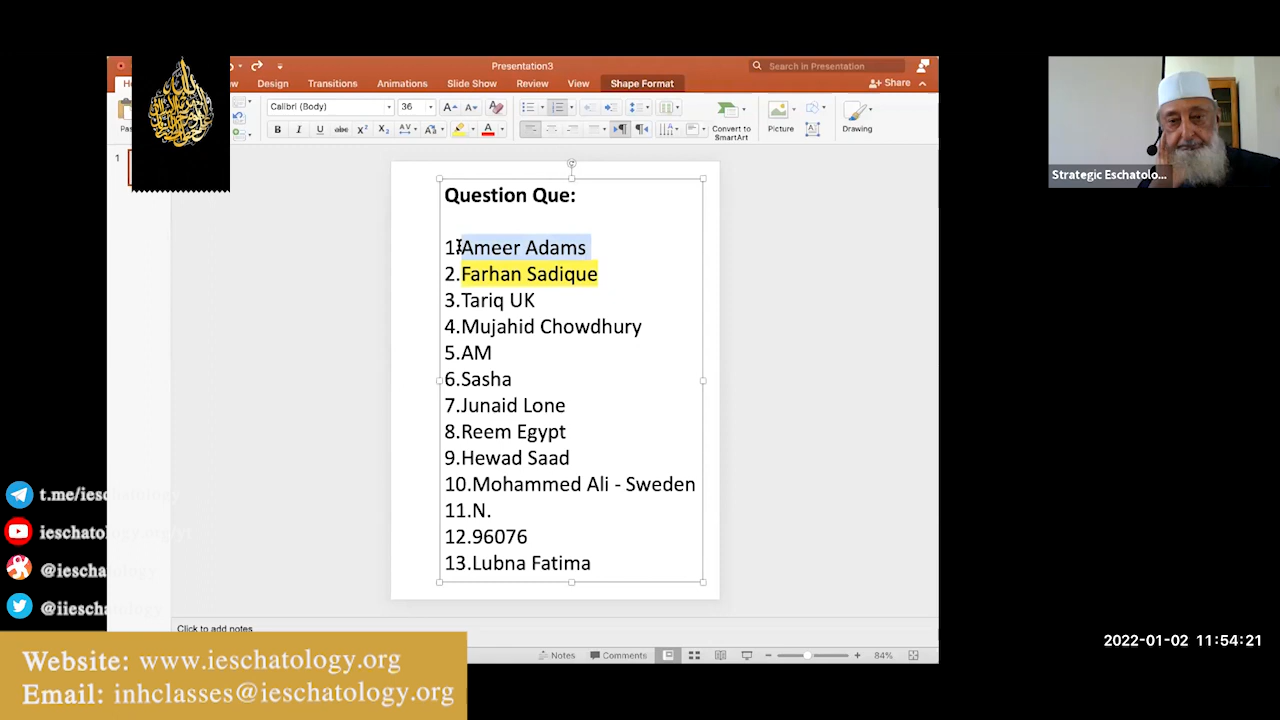 Presentation3
Search in Presentation
Design
Transitions
Animations
Slide Show
Review
View
Shape Format
Share
Calibri (Body)
36
Convert to
SmartArt
Picture
Drawing
1
Question Que:
1.Ameer Adams
2.Farhan Sadique
3.Tariq UK
4.Mujahid Chowdhury
5.AM
6.Sasha
7.Junaid Lone
8.Reem Egypt
9.Hewad Saad
10.Mohammed Ali - Sweden
11.N.
12.96076
13.Lubna Fatima
Strategic Eschatolo...
t.me/ieschatology
ieschatology.org/yt
@ieschatology
@iieschatology
Click to add notes
Website: www.ieschatology.org
Email: inhclasses@ieschatology.org
Notes
Comments
84%
2022-01-02 11:54:21